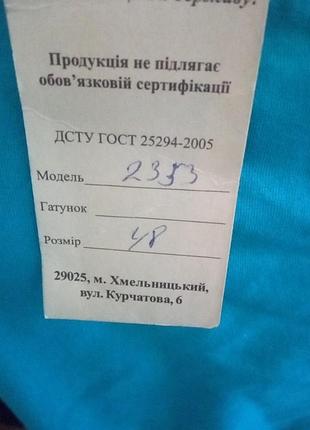 державу!
Продукція не підлягає
обов’язковій сертифікації
ДСТУ ГОСТ 25294-2005
Модель 2353
Гатунок
Розмір 48
29025, м. Хмельницький,
вул. Курчатова, 6